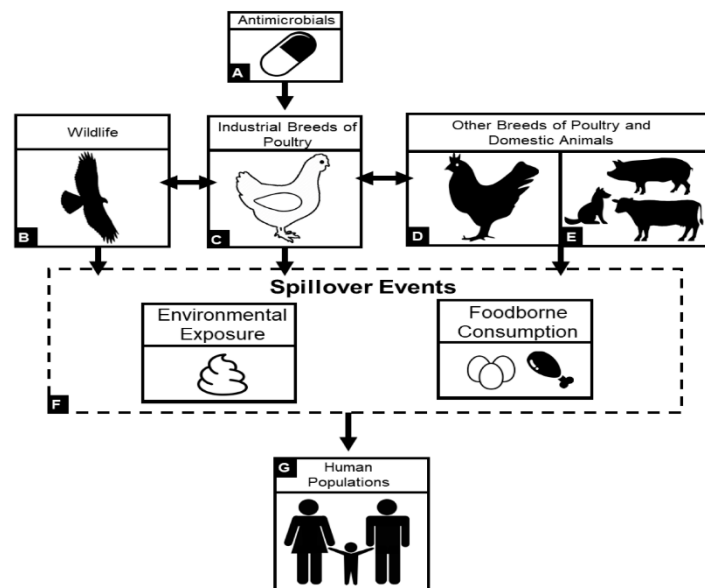 Antimicrobials
A
Wildlife
Industrial Breeds of
Poultry
Other Breeds of Poultry and
Domestic Animals
B
C
D
E
Spillover Events
Environmental
Exposure
Foodborne
Consumption
F
G
Human
Populations